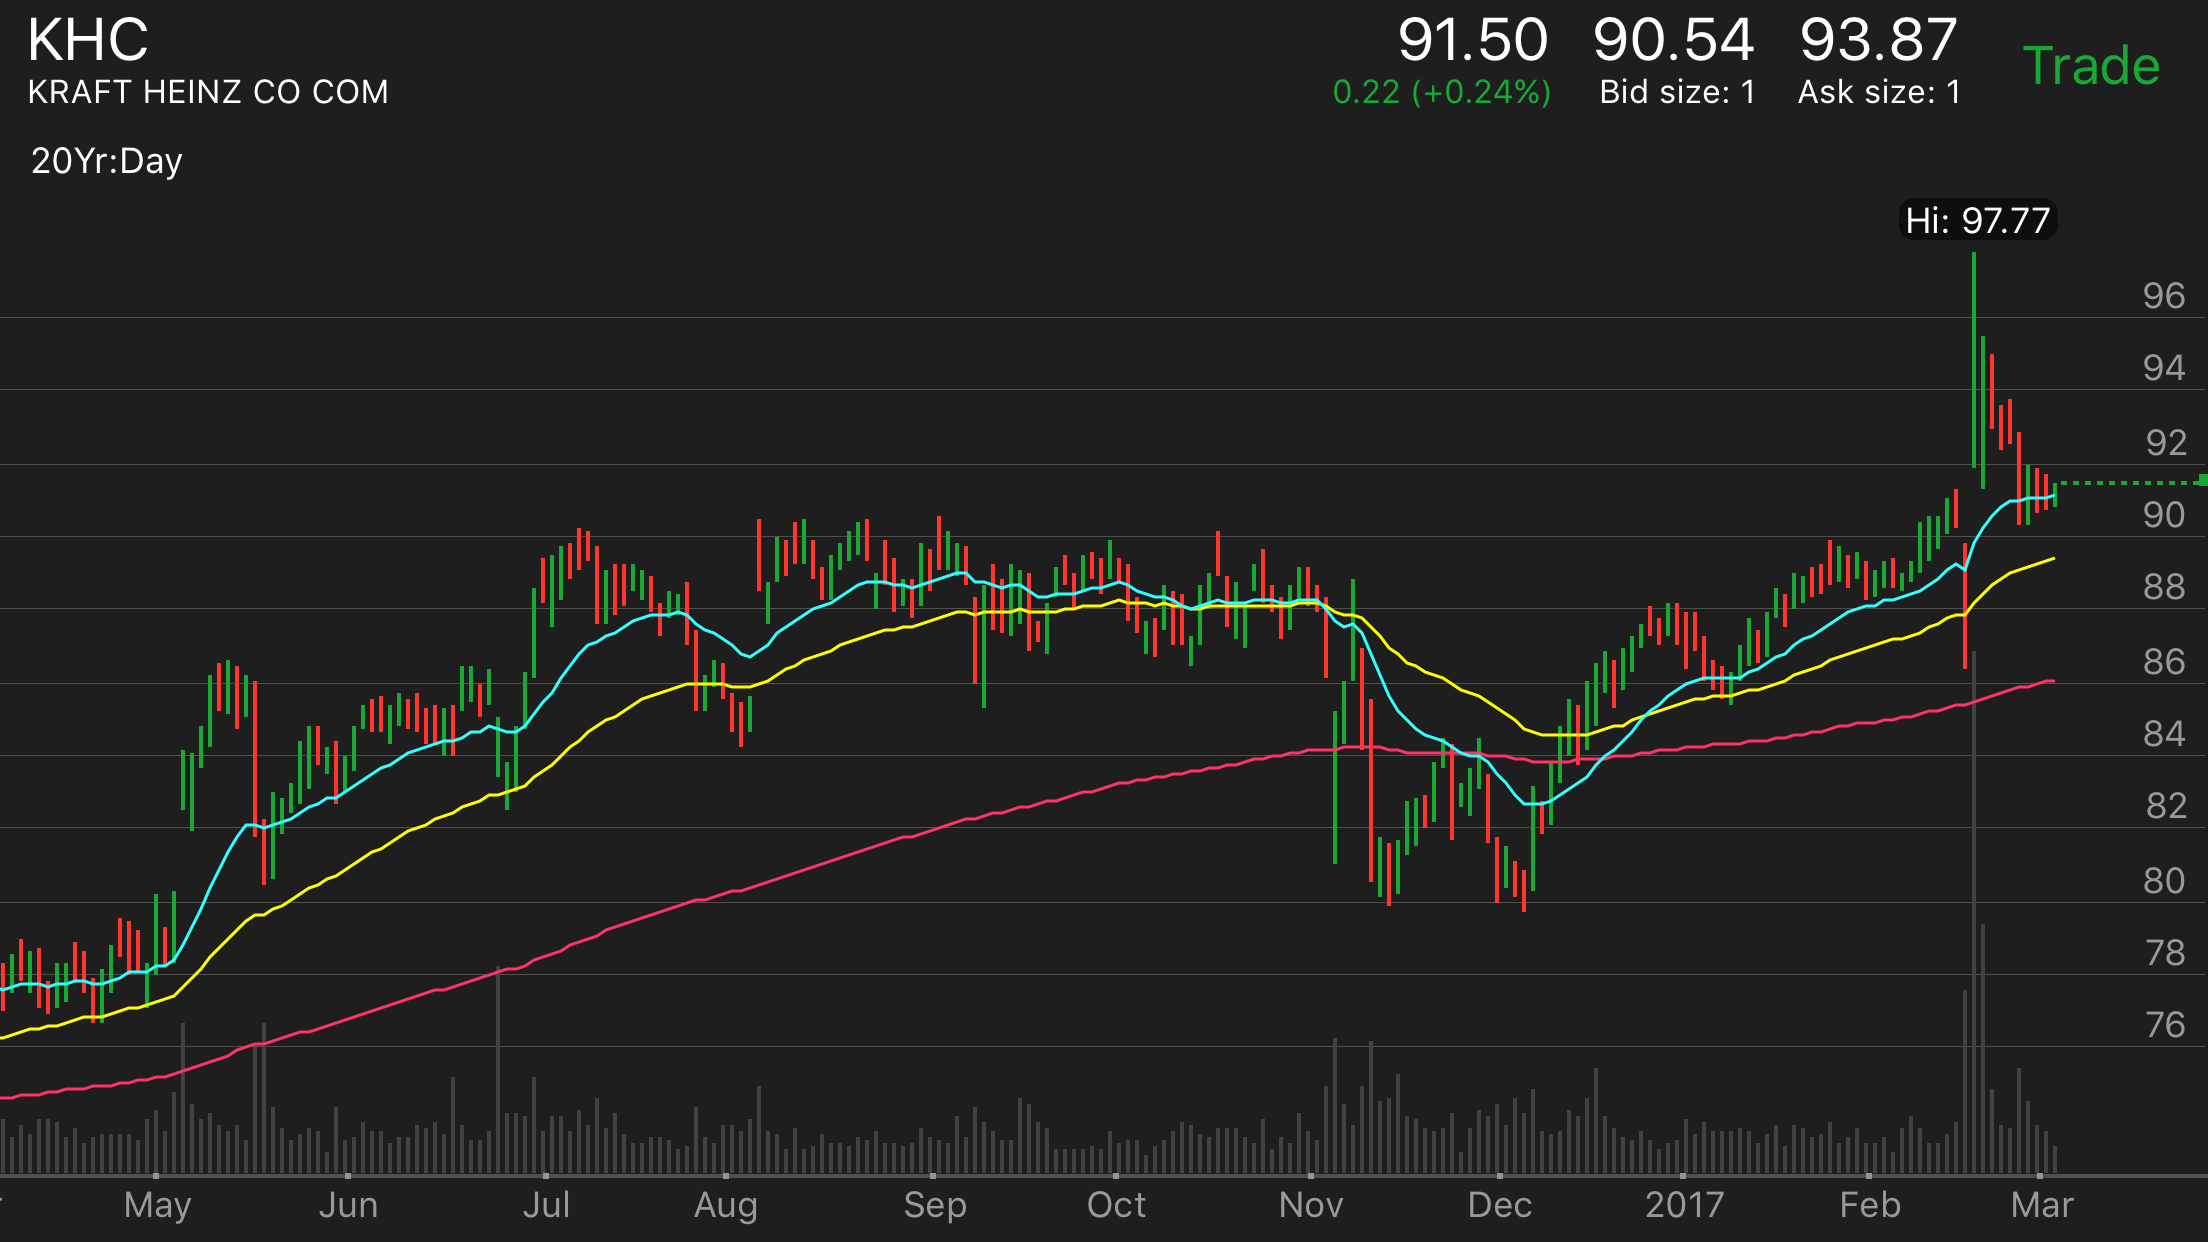 KHC
KRAFT HEINZ CO COM
91.50
0.22 (+0.24%)
90.54
Bid size: 1
93.87
Ask size: 1
Trade
20Yr:Day
Hi: 97.77
96
94
92
90
88
86
84
82
80
78
76
May Jun Jul Aug Sep Oct Nov Dec 2017 Feb Mar